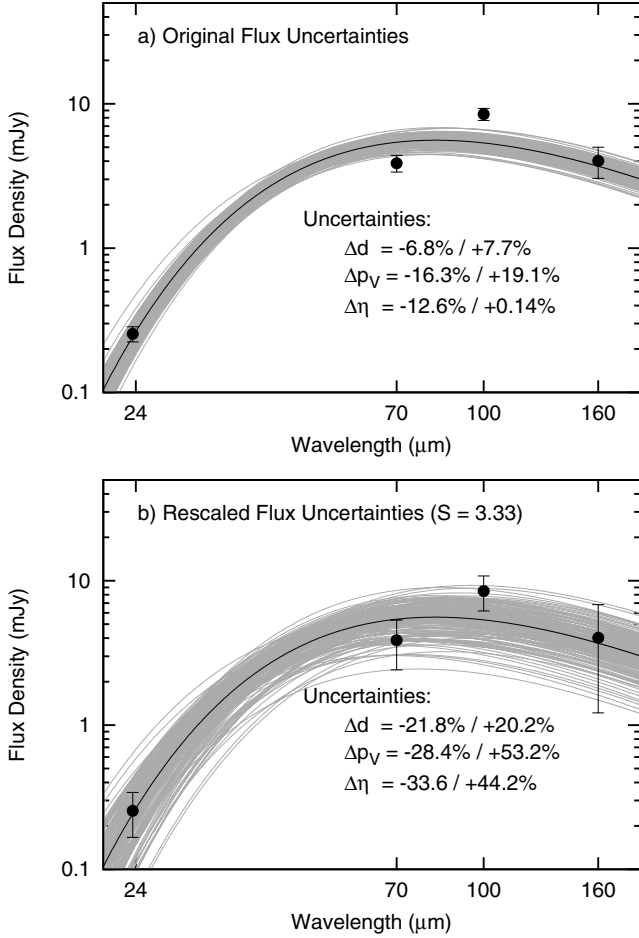 a) Original Flux Uncertainties
10
1
0.1
Flux Density (mJy)
Uncertainties:
Δd = -6.8% / +7.7%
Δp_V = -16.3% / +19.1%
Δη = -12.6% / +0.14%
24 70 100 160
Wavelength (μm)
b) Rescaled Flux Uncertainties (S = 3.33)
10
1
0.1
Flux Density (mJy)
Uncertainties:
Δd = -21.8% / +20.2%
Δp_V = -28.4% / +53.2%
Δη = -33.6 / +44.2%
24 70 100 160
Wavelength (μm)